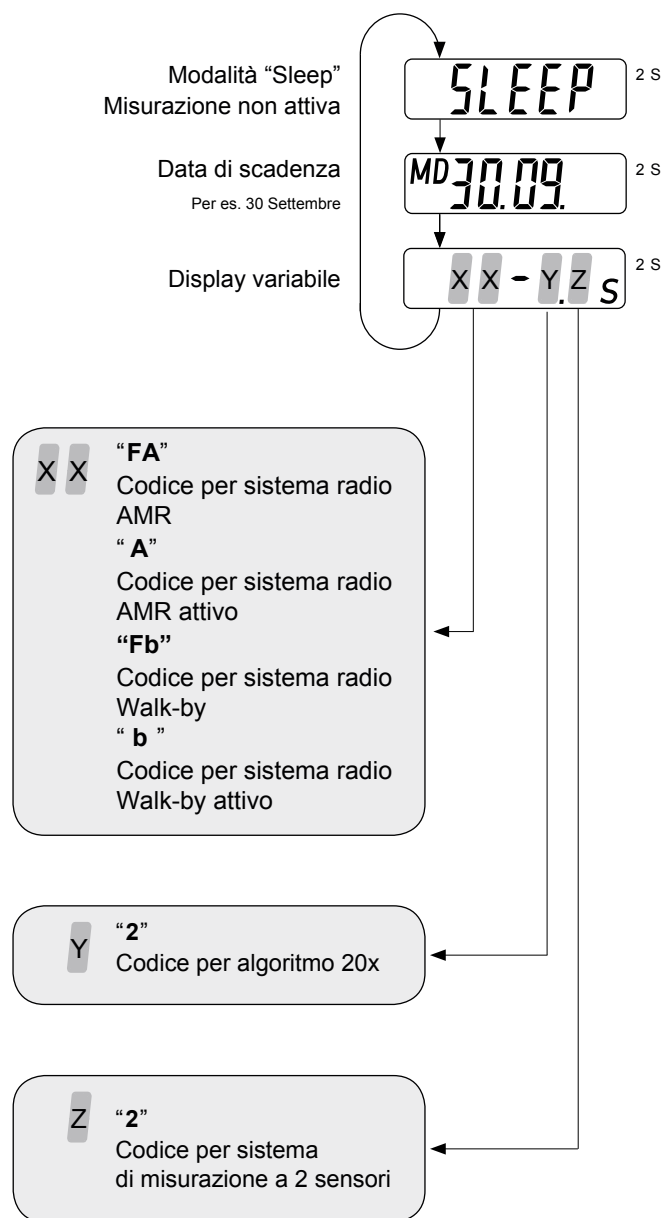 Modalità “Sleep”
Misurazione non attiva
SLEEP
2 S
Data di scadenza
Per es. 30 Settembre
MD 30.09.
2 S
Display variabile
X X - Y.Z S
2 S
X X
“FA”
Codice per sistema radio
AMR
“ A”
Codice per sistema radio
AMR attivo
“Fb”
Codice per sistema radio
Walk-by
“ b ”
Codice per sistema radio
Walk-by attivo
Y
“2”
Codice per algoritmo 20x
Z
“2”
Codice per sistema
di misurazione a 2 sensori